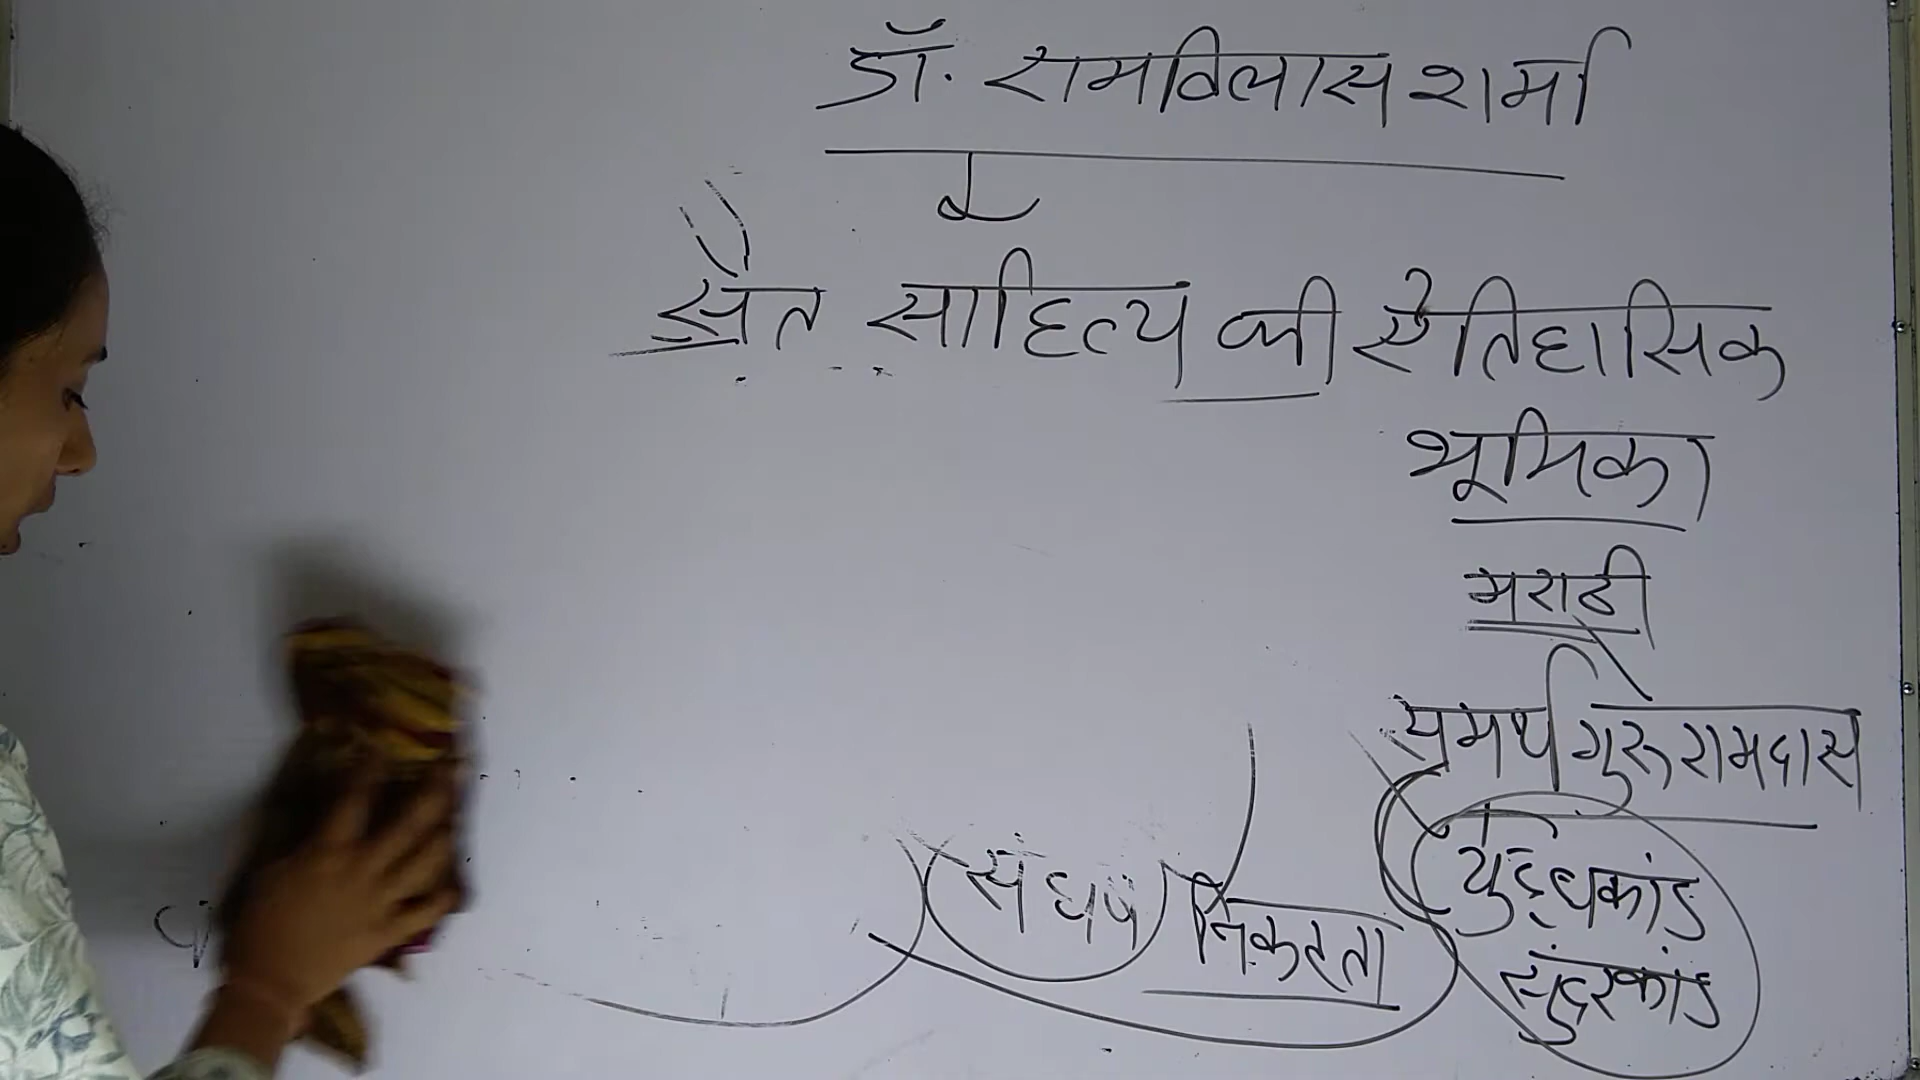 डॉ. रामविलास शर्मा
संत साहित्य की ऐतिहासिक
भूमिका
मराठी
समर्थ गुरु रामदास
संघर्ष निकटता
युद्धकांड
सुंदरकांड